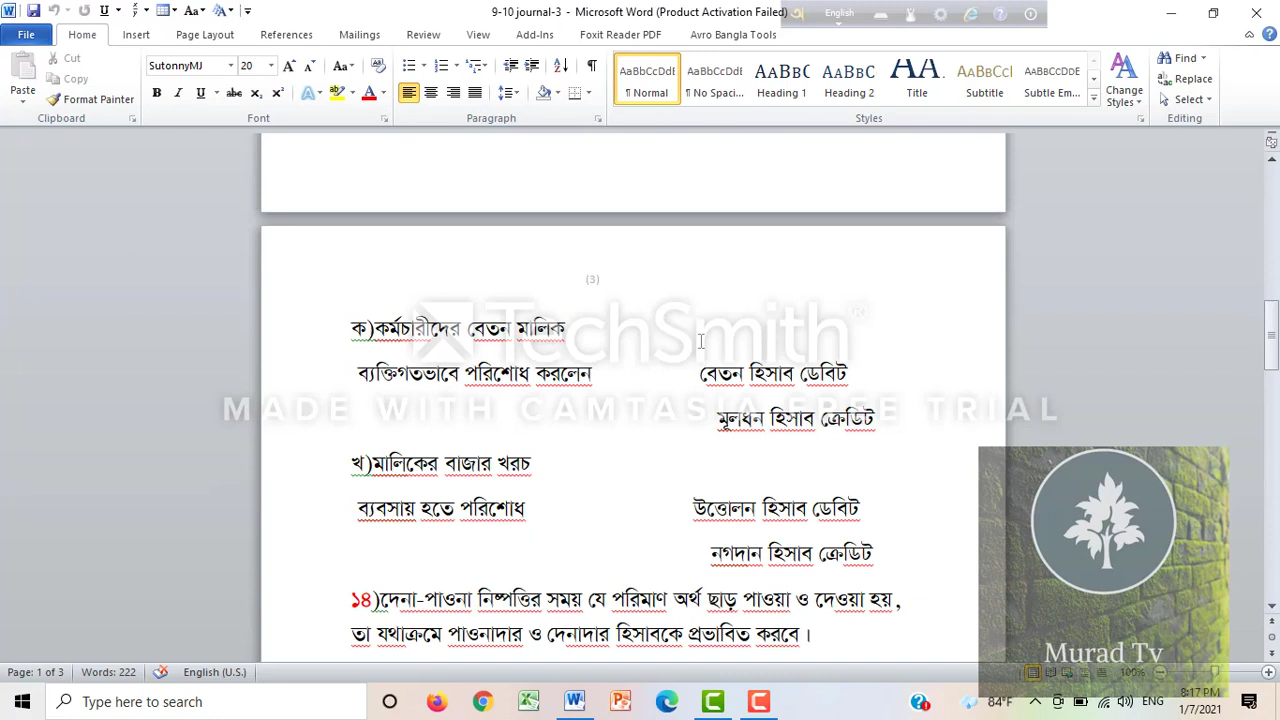 9-10 journal-3 - Microsoft Word (Product Activation Failed)
English
File Home Insert Page Layout References Mailings Review View Add-Ins Foxit Reader PDF Avro Bangla Tools
Cut
Copy
Format Painter
Paste
SutonnyMJ 20
Clipboard Font Paragraph Styles Editing
AaBbCcDdE AaBbCcDdE AaBbC AaBbC AA. AaBbCcD AaBbCcDdE
¶ Normal ¶ No Spaci... Heading 1 Heading 2 Title Subtitle Subtle Em...
Change Styles
Find
Replace
Select
(3)
ক)কর্মচারীদের বেতন মালিক
ব্যক্তিগতভাবে পরিশোধ করলেন বেতন হিসাব ডেবিট
মূলধন হিসাব ক্রেডিট
খ)মালিকের বাজার খরচ
ব্যবসায় হতে পরিশোধ উত্তোলন হিসাব ডেবিট
নগদান হিসাব ক্রেডিট
১৪)দেনা-পাওনা নিষ্পত্তির সময় যে পরিমাণ অর্থ ছাড় পাওয়া ও দেওয়া হয়,
তা যথাক্রমে পাওনাদার ও দেনাদার হিসাবকে প্রভাবিত করবে।
TechSmith
MADE WITH CAMTASIA FREE TRIAL
Murad Tv
Page: 1 of 3 Words: 222 English (U.S.) 100%
Type here to search
84°F ENG
8:17 PM
1/7/2021